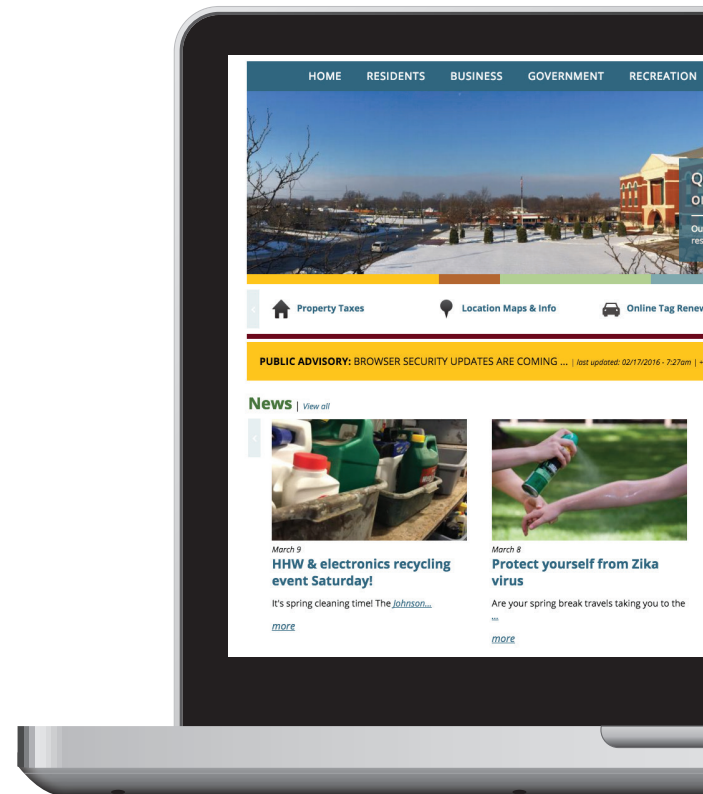 HOME RESIDENTS BUSINESS GOVERNMENT RECREATION
Property Taxes Location Maps & Info Online Tag Renew
PUBLIC ADVISORY: BROWSER SECURITY UPDATES ARE COMING ... | last updated: 02/17/2016 - 7:27am | +
News | View all
March 9
HHW & electronics recycling
event Saturday!
It's spring cleaning time! The Johnson...
more
March 8
Protect yourself from Zika
virus
Are your spring break travels taking you to the
...
more